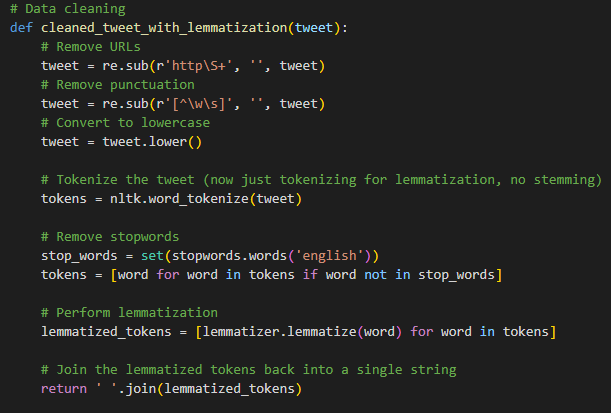 # Data cleaning
def cleaned_tweet_with_lemmatization(tweet):
    # Remove URLs
    tweet = re.sub(r'http\S+', '', tweet)
    # Remove punctuation
    tweet = re.sub(r'[^\w\s]', '', tweet)
    # Convert to lowercase
    tweet = tweet.lower()

    # Tokenize the tweet (now just tokenizing for lemmatization, no stemming)
    tokens = nltk.word_tokenize(tweet)

    # Remove stopwords
    stop_words = set(stopwords.words('english'))
    tokens = [word for word in tokens if word not in stop_words]

    # Perform lemmatization
    lemmatized_tokens = [lemmatizer.lemmatize(word) for word in tokens]

    # Join the lemmatized tokens back into a single string
    return ' '.join(lemmatized_tokens)